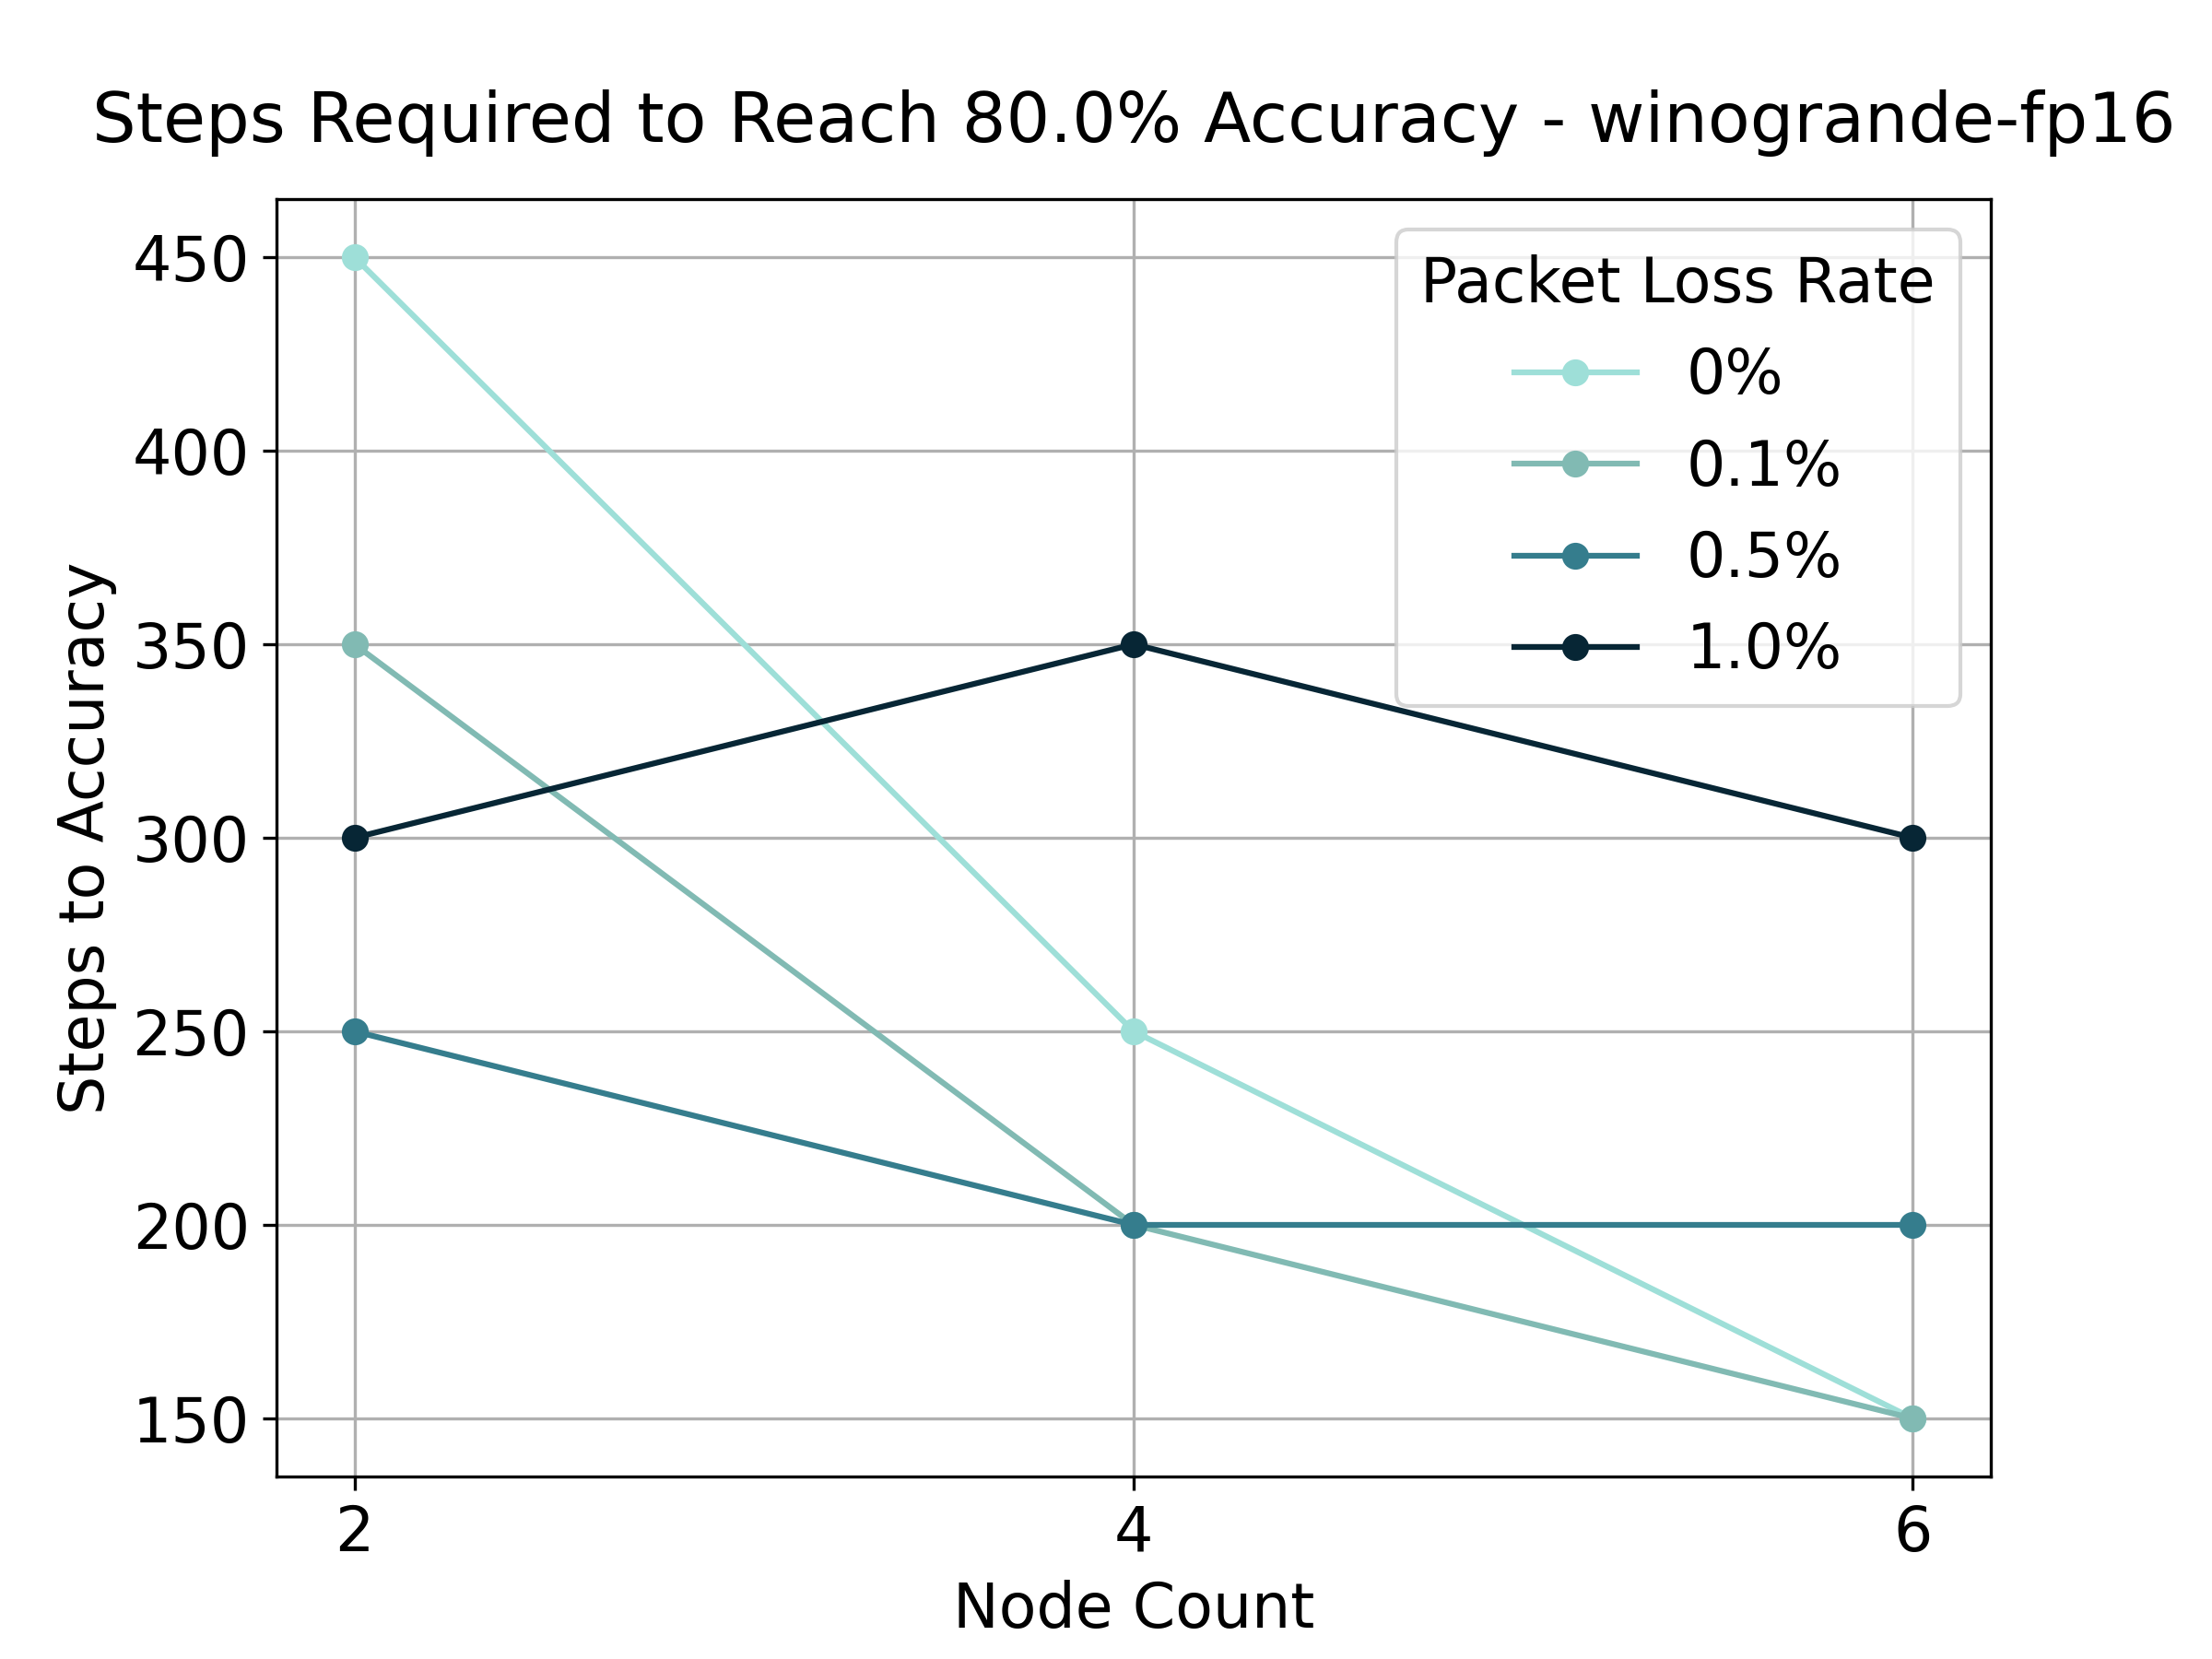 Steps Required to Reach 80.0% Accuracy - winogrande-fp16
Packet Loss Rate
0%
0.1%
0.5%
1.0%
Steps to Accuracy
450
400
350
300
250
200
150
2 4 6
Node Count